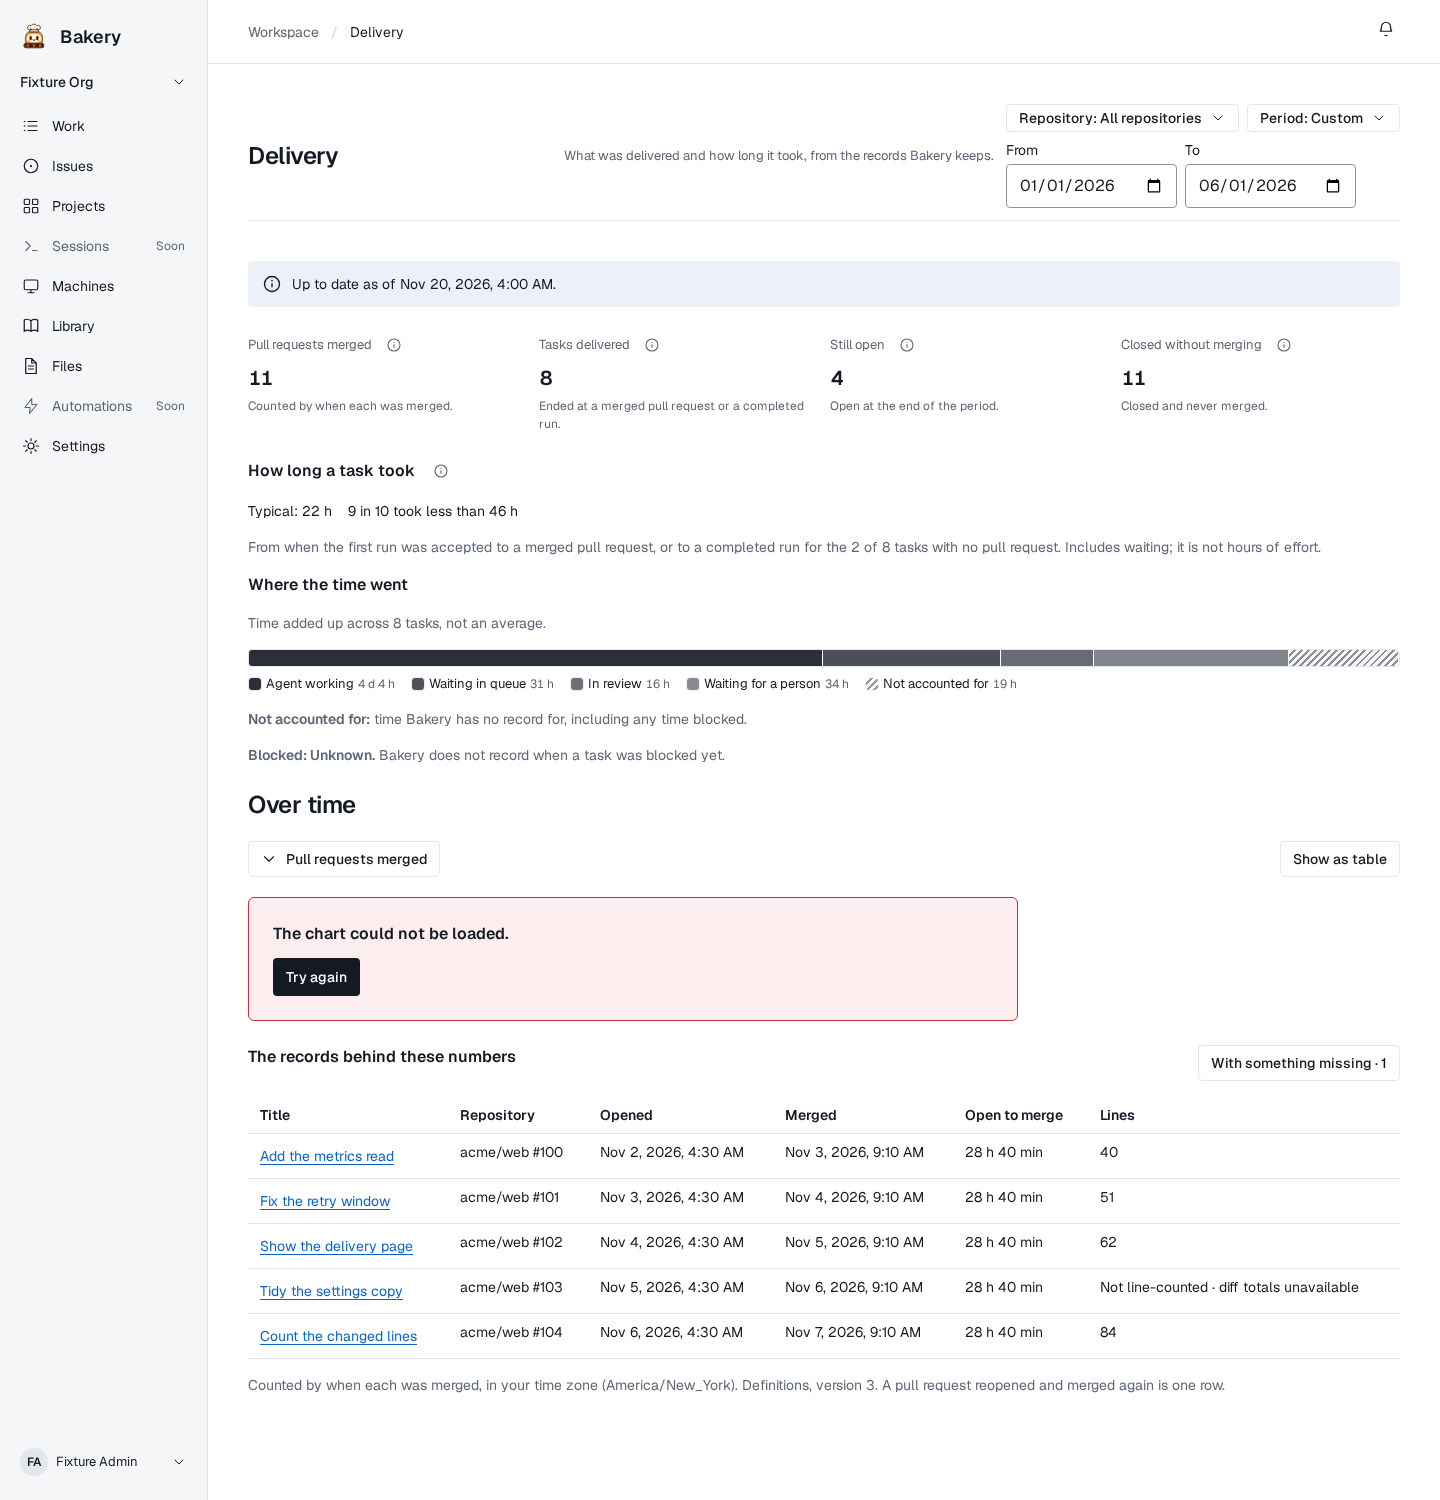 Bakery
Fixture Org
Work
Issues
Projects
Sessions Soon
Machines
Library
Files
Automations Soon
Settings
FA Fixture Admin
Workspace / Delivery
Delivery
What was delivered and how long it took, from the records Bakery keeps.
Repository: All repositories
Period: Custom
From To
01/01/2026 06/01/2026
Up to date as of Nov 20, 2026, 4:00 AM.
Pull requests merged
11
Counted by when each was merged.
Tasks delivered
8
Ended at a merged pull request or a completed
run.
Still open
4
Open at the end of the period.
Closed without merging
11
Closed and never merged.
How long a task took
Typical: 22 h 9 in 10 took less than 46 h
From when the first run was accepted to a merged pull request, or to a completed run for the 2 of 8 tasks with no pull request. Includes waiting; it is not hours of effort.
Where the time went
Time added up across 8 tasks, not an average.
Agent working 4 d 4 h Waiting in queue 31 h In review 16 h Waiting for a person 34 h Not accounted for 19 h
Not accounted for: time Bakery has no record for, including any time blocked.
Blocked: Unknown. Bakery does not record when a task was blocked yet.
Over time
Pull requests merged
Show as table
The chart could not be loaded.
Try again
The records behind these numbers
With something missing · 1
Title Repository Opened Merged Open to merge Lines
Add the metrics read acme/web #100 Nov 2, 2026, 4:30 AM Nov 3, 2026, 9:10 AM 28 h 40 min 40
Fix the retry window acme/web #101 Nov 3, 2026, 4:30 AM Nov 4, 2026, 9:10 AM 28 h 40 min 51
Show the delivery page acme/web #102 Nov 4, 2026, 4:30 AM Nov 5, 2026, 9:10 AM 28 h 40 min 62
Tidy the settings copy acme/web #103 Nov 5, 2026, 4:30 AM Nov 6, 2026, 9:10 AM 28 h 40 min Not line-counted · diff totals unavailable
Count the changed lines acme/web #104 Nov 6, 2026, 4:30 AM Nov 7, 2026, 9:10 AM 28 h 40 min 84
Counted by when each was merged, in your time zone (America/New_York). Definitions, version 3. A pull request reopened and merged again is one row.